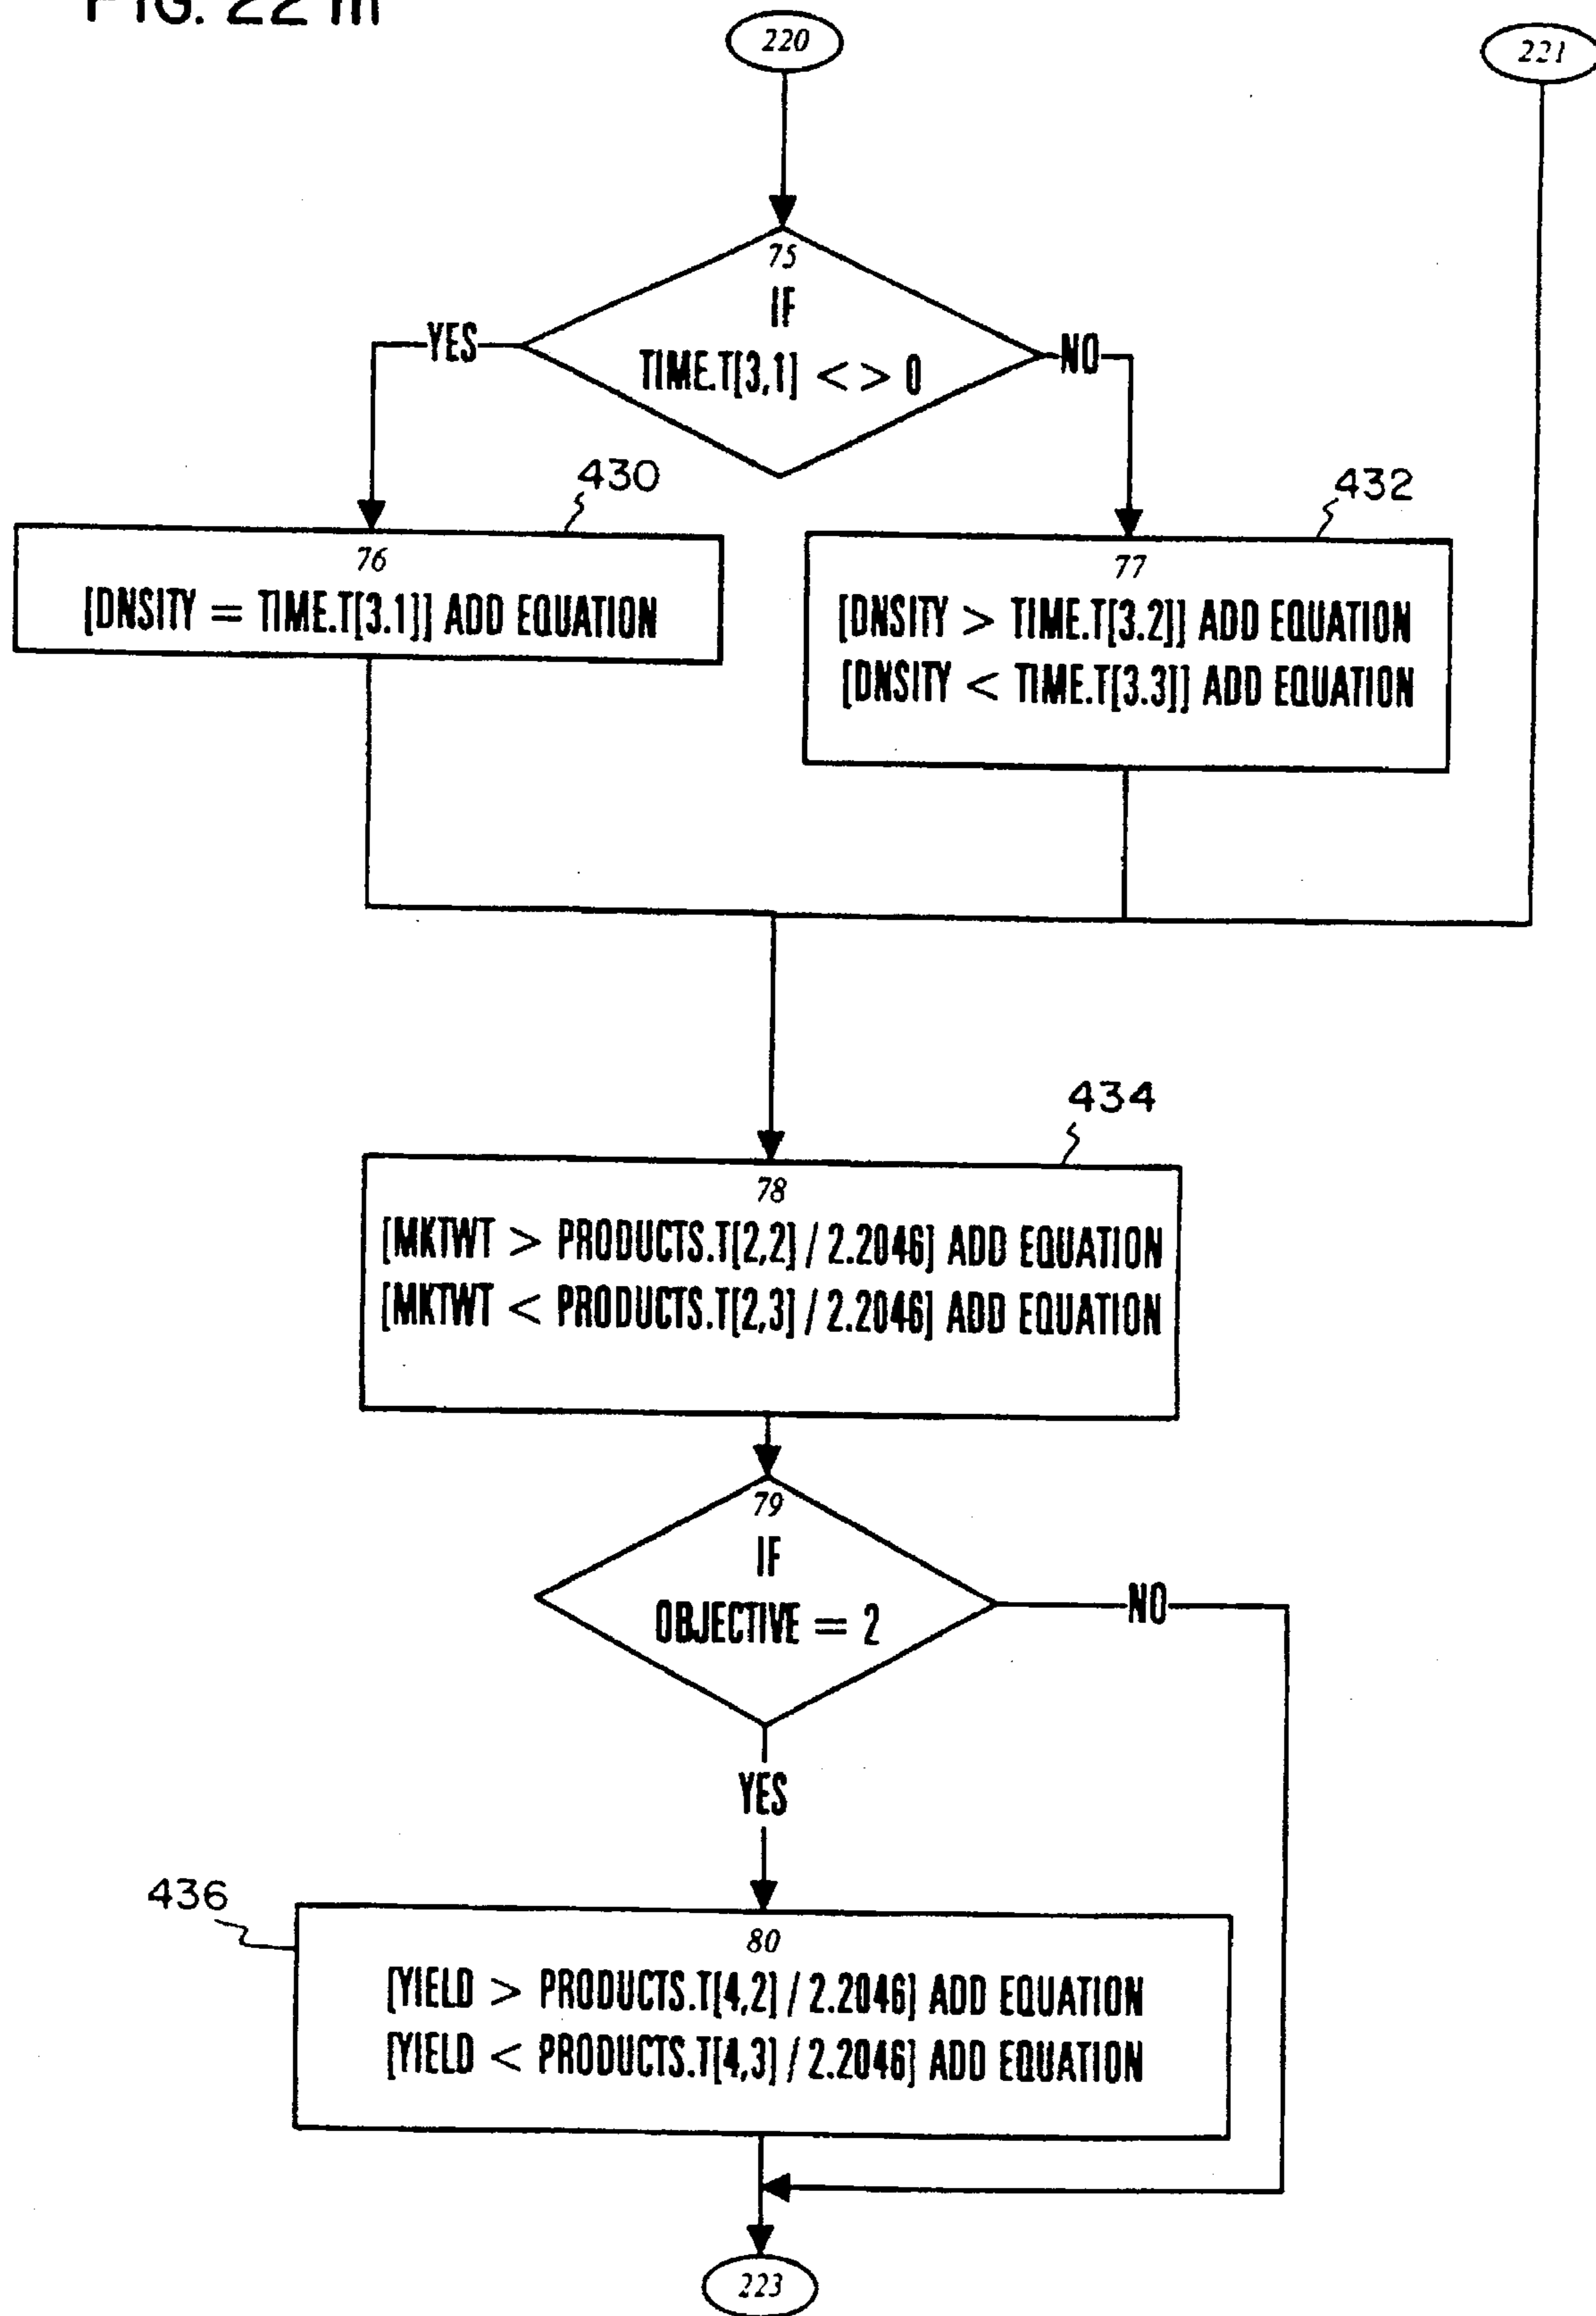 FIG. 22 m
220
221
75
IF
TIME.T[3,1] < > 0
YES
NO
430
432
76
[DNSITY = TIME.T[3.1]] ADD EQUATION
77
[DNSITY > TIME.T[3.2]] ADD EQUATION
[DNSITY < TIME.T[3.3]] ADD EQUATION
434
78
[MKTWT > PRODUCTS.T[2,2] / 2.2046] ADD EQUATION
[MKTWT < PRODUCTS.T[2,3] / 2.2046] ADD EQUATION
79
IF
OBJECTIVE = 2
NO
YES
436
80
[YIELD > PRODUCTS.T[4,2] / 2.2046] ADD EQUATION
[YIELD < PRODUCTS.T[4,3] / 2.2046] ADD EQUATION
223